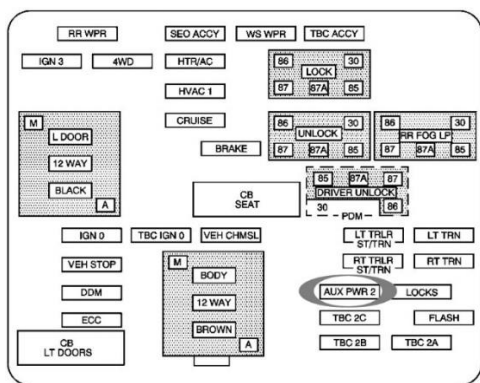 RR WPR
SEO ACCY
WS WPR
TBC ACCY
IGN 3
4WD
HTR/AC
86
30
LOCK
87
87A
85
HVAC 1
CRUISE
M
L DOOR
12 WAY
BLACK
A
BRAKE
86
30
UNLOCK
87
87A
85
86
30
RR FOG LP
87
87A
85
CB
SEAT
85
87A
87
DRIVER UNLOCK
30
86
PDM
IGN 0
TBC IGN 0
VEH CHMSL
LT TRLR
ST/TRN
LT TRN
VEH STOP
M
BODY
12 WAY
BROWN
A
RT TRLR
ST/TRN
RT TRN
DDM
AUX PWR 2
LOCKS
ECC
TBC 2C
FLASH
CB
LT DOORS
TBC 2B
TBC 2A